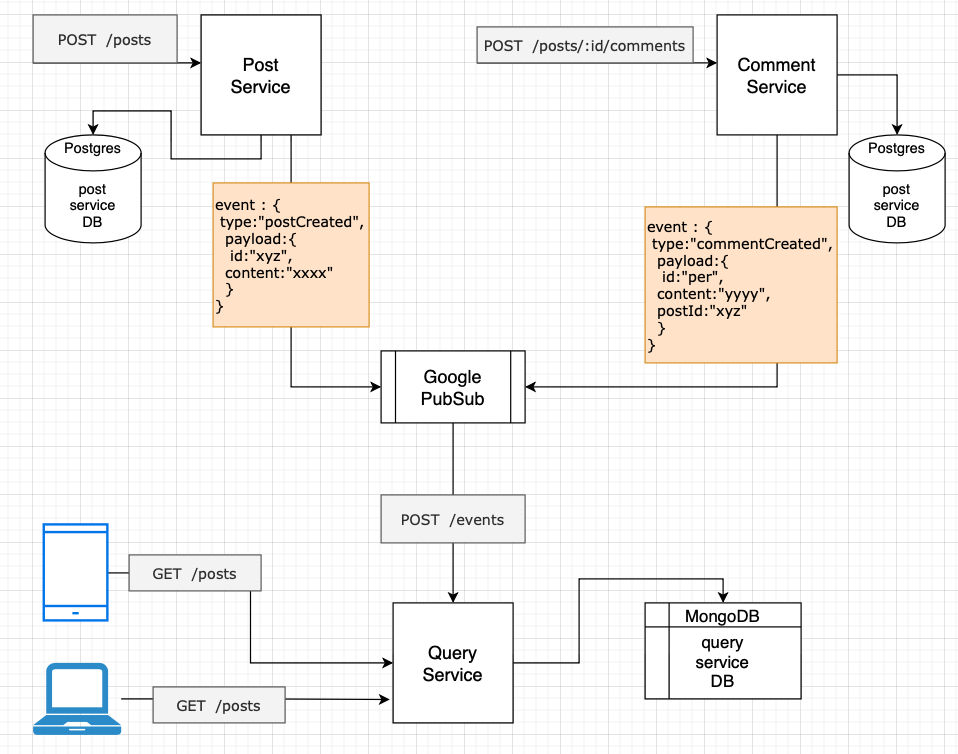 POST /posts
Post
Service
POST /posts/:id/comments
Comment
Service
Postgres
post
service
DB
Postgres
post
service
DB
event : {
type:"postCreated",
payload:{
id:"xyz",
content:"xxxx"
}
}
event : {
type:"commentCreated",
payload:{
id:"per",
content:"yyyy",
postId:"xyz"
}
}
Google
PubSub
POST /events
GET /posts
Query
Service
MongoDB
query
service
DB
GET /posts